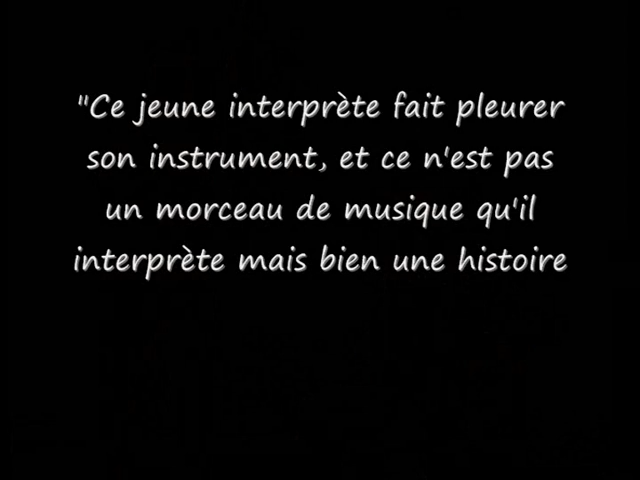 "Ce jeune interprète fait pleurer
son instrument, et ce n'est pas
un morceau de musique qu'il
interprète mais bien une histoire